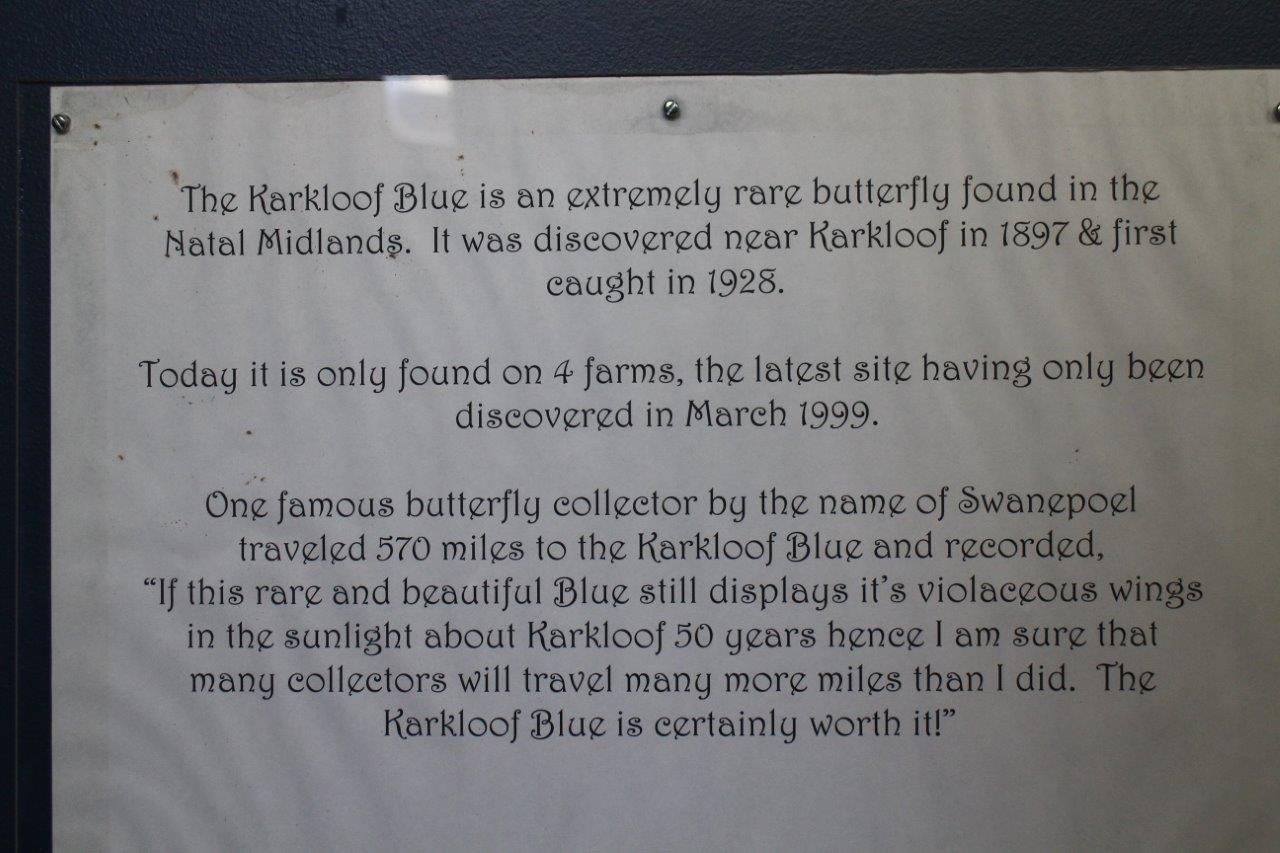 The Karkloof Blue is an extremely rare butterfly found in the
Natal Midlands. It was discovered near Karkloof in 1897 & first
caught in 1928.
Today it is only found on 4 farms, the latest site having only been
discovered in March 1999.
One famous butterfly collector by the name of Swanepoel
traveled 570 miles to the Karkloof Blue and recorded,
“If this rare and beautiful Blue still displays it’s violaceous wings
in the sunlight about Karkloof 50 years hence I am sure that
many collectors will travel many more miles than I did. The
Karkloof Blue is certainly worth it!”